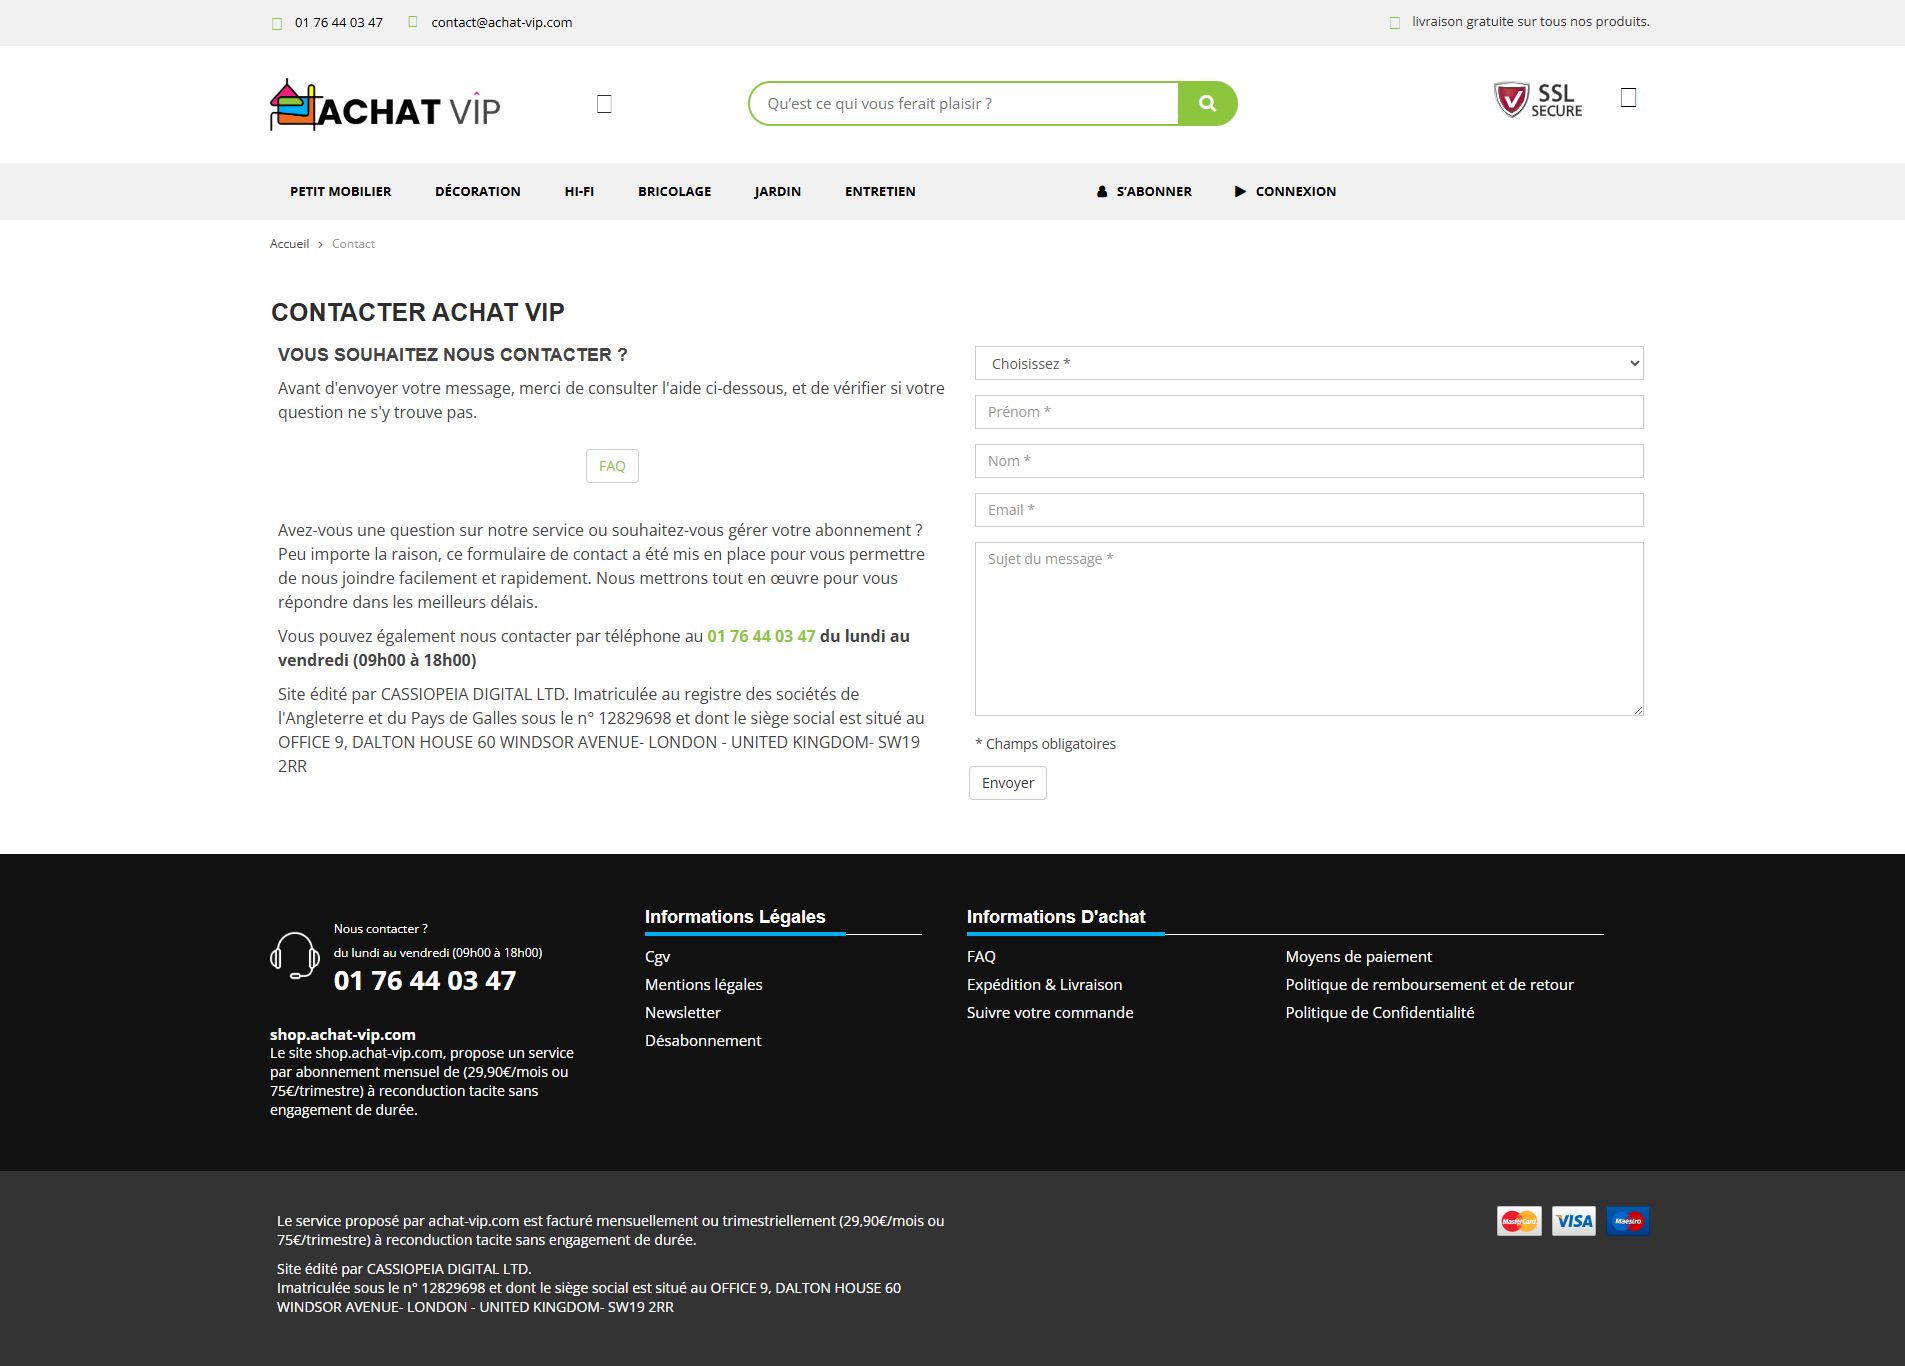 01 76 44 03 47
contact@achat-vip.com
livraison gratuite sur tous nos produits.
ACHAT VIP
Qu'est ce qui vous ferait plaisir ?
SSL
SECURE
PETIT MOBILIER
DÉCORATION
HI-FI
BRICOLAGE
JARDIN
ENTRETIEN
S'ABONNER
CONNEXION
Accueil > Contact
CONTACTER ACHAT VIP
VOUS SOUHAITEZ NOUS CONTACTER ?
Avant d'envoyer votre message, merci de consulter l'aide ci-dessous, et de vérifier si votre
question ne s'y trouve pas.
FAQ
Avez-vous une question sur notre service ou souhaitez-vous gérer votre abonnement ?
Peu importe la raison, ce formulaire de contact a été mis en place pour vous permettre
de nous joindre facilement et rapidement. Nous mettrons tout en œuvre pour vous
répondre dans les meilleurs délais.
Vous pouvez également nous contacter par téléphone au 01 76 44 03 47 du lundi au
vendredi (09h00 à 18h00)
Site édité par CASSIOPEIA DIGITAL LTD. Imatriculée au registre des sociétés de
l'Angleterre et du Pays de Galles sous le n° 12829698 et dont le siège social est situé au
OFFICE 9, DALTON HOUSE 60 WINDSOR AVENUE- LONDON - UNITED KINGDOM- SW19
2RR
Choisissez *
Prénom *
Nom *
Email *
Sujet du message *
* Champs obligatoires
Envoyer
Nous contacter ?
du lundi au vendredi (09h00 à 18h00)
01 76 44 03 47
shop.achat-vip.com
Le site shop.achat-vip.com, propose un service
par abonnement mensuel de (29,90€/mois ou
75€/trimestre) à reconduction tacite sans
engagement de durée.
Informations Légales
Cgv
Mentions légales
Newsletter
Désabonnement
Informations D'achat
FAQ
Expédition & Livraison
Suivre votre commande
Moyens de paiement
Politique de remboursement et de retour
Politique de Confidentialité
Le service proposé par achat-vip.com est facturé mensuellement ou trimestriellement (29,90€/mois ou
75€/trimestre) à reconduction tacite sans engagement de durée.
Site édité par CASSIOPEIA DIGITAL LTD.
Imatriculée sous le n° 12829698 et dont le siège social est situé au OFFICE 9, DALTON HOUSE 60
WINDSOR AVENUE- LONDON - UNITED KINGDOM- SW19 2RR
MasterCard
VISA
Maestro